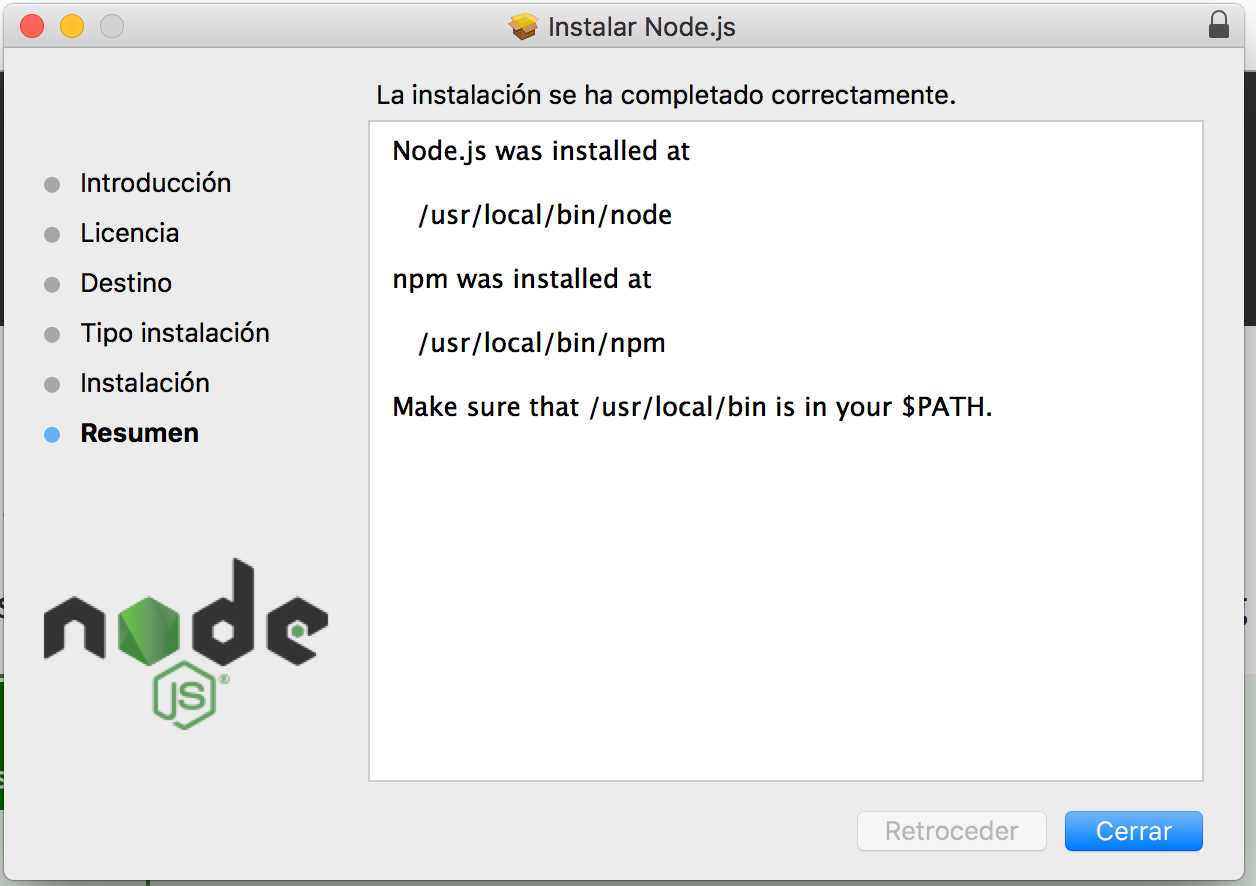 Instalar Node.js
La instalación se ha completado correctamente.
Introducción
Licencia
Destino
Tipo instalación
Instalación
Resumen
Node.js was installed at
/usr/local/bin/node
npm was installed at
/usr/local/bin/npm
Make sure that /usr/local/bin is in your $PATH.
node
JS®
Retroceder
Cerrar